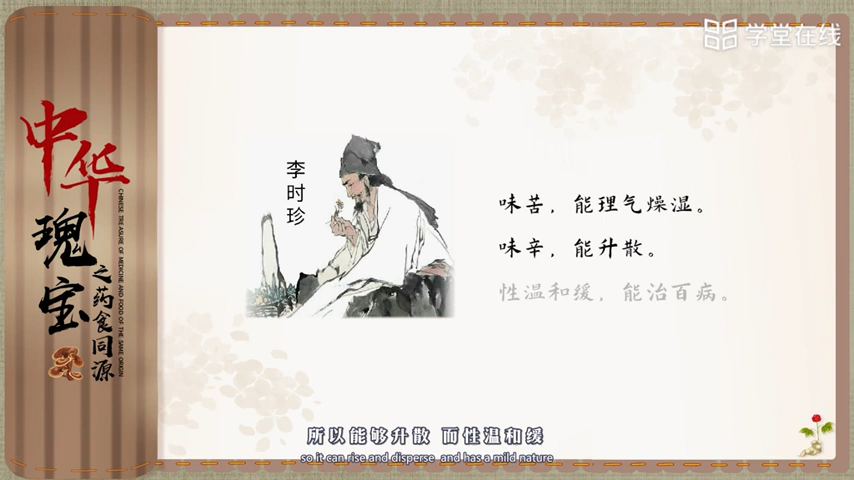 学堂在线
中华
瑰宝
之药食同源
CHINESE TREASURE OF MEDICINE AND FOOD OF THE SAME ORIGIN
李时珍
味苦，能理气燥湿。
味辛，能升散。
性温和缓，能治百病。
所以能够升散 而性温和缓
so it can rise and disperse and has a mild nature